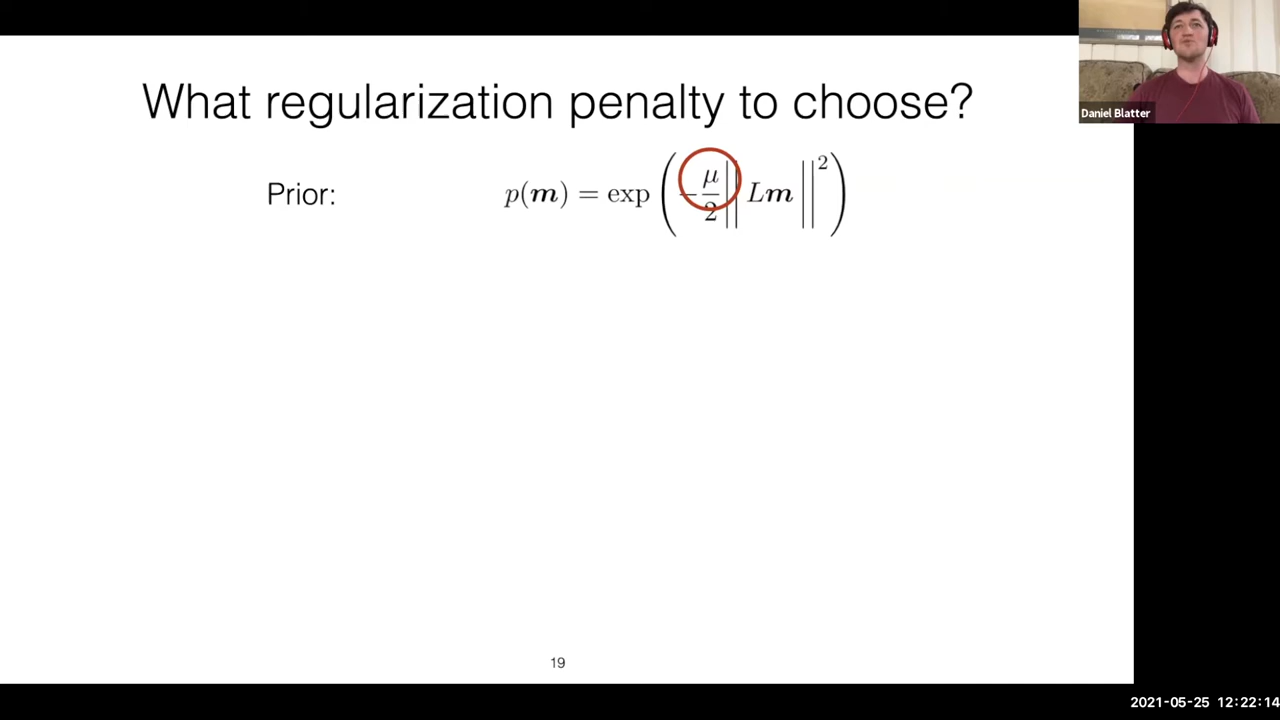 What regularization penalty to choose?
Daniel Blatter
Prior: p(m) = exp(−μ/2 ||Lm||²)
19
2021-05-25 12:22:14